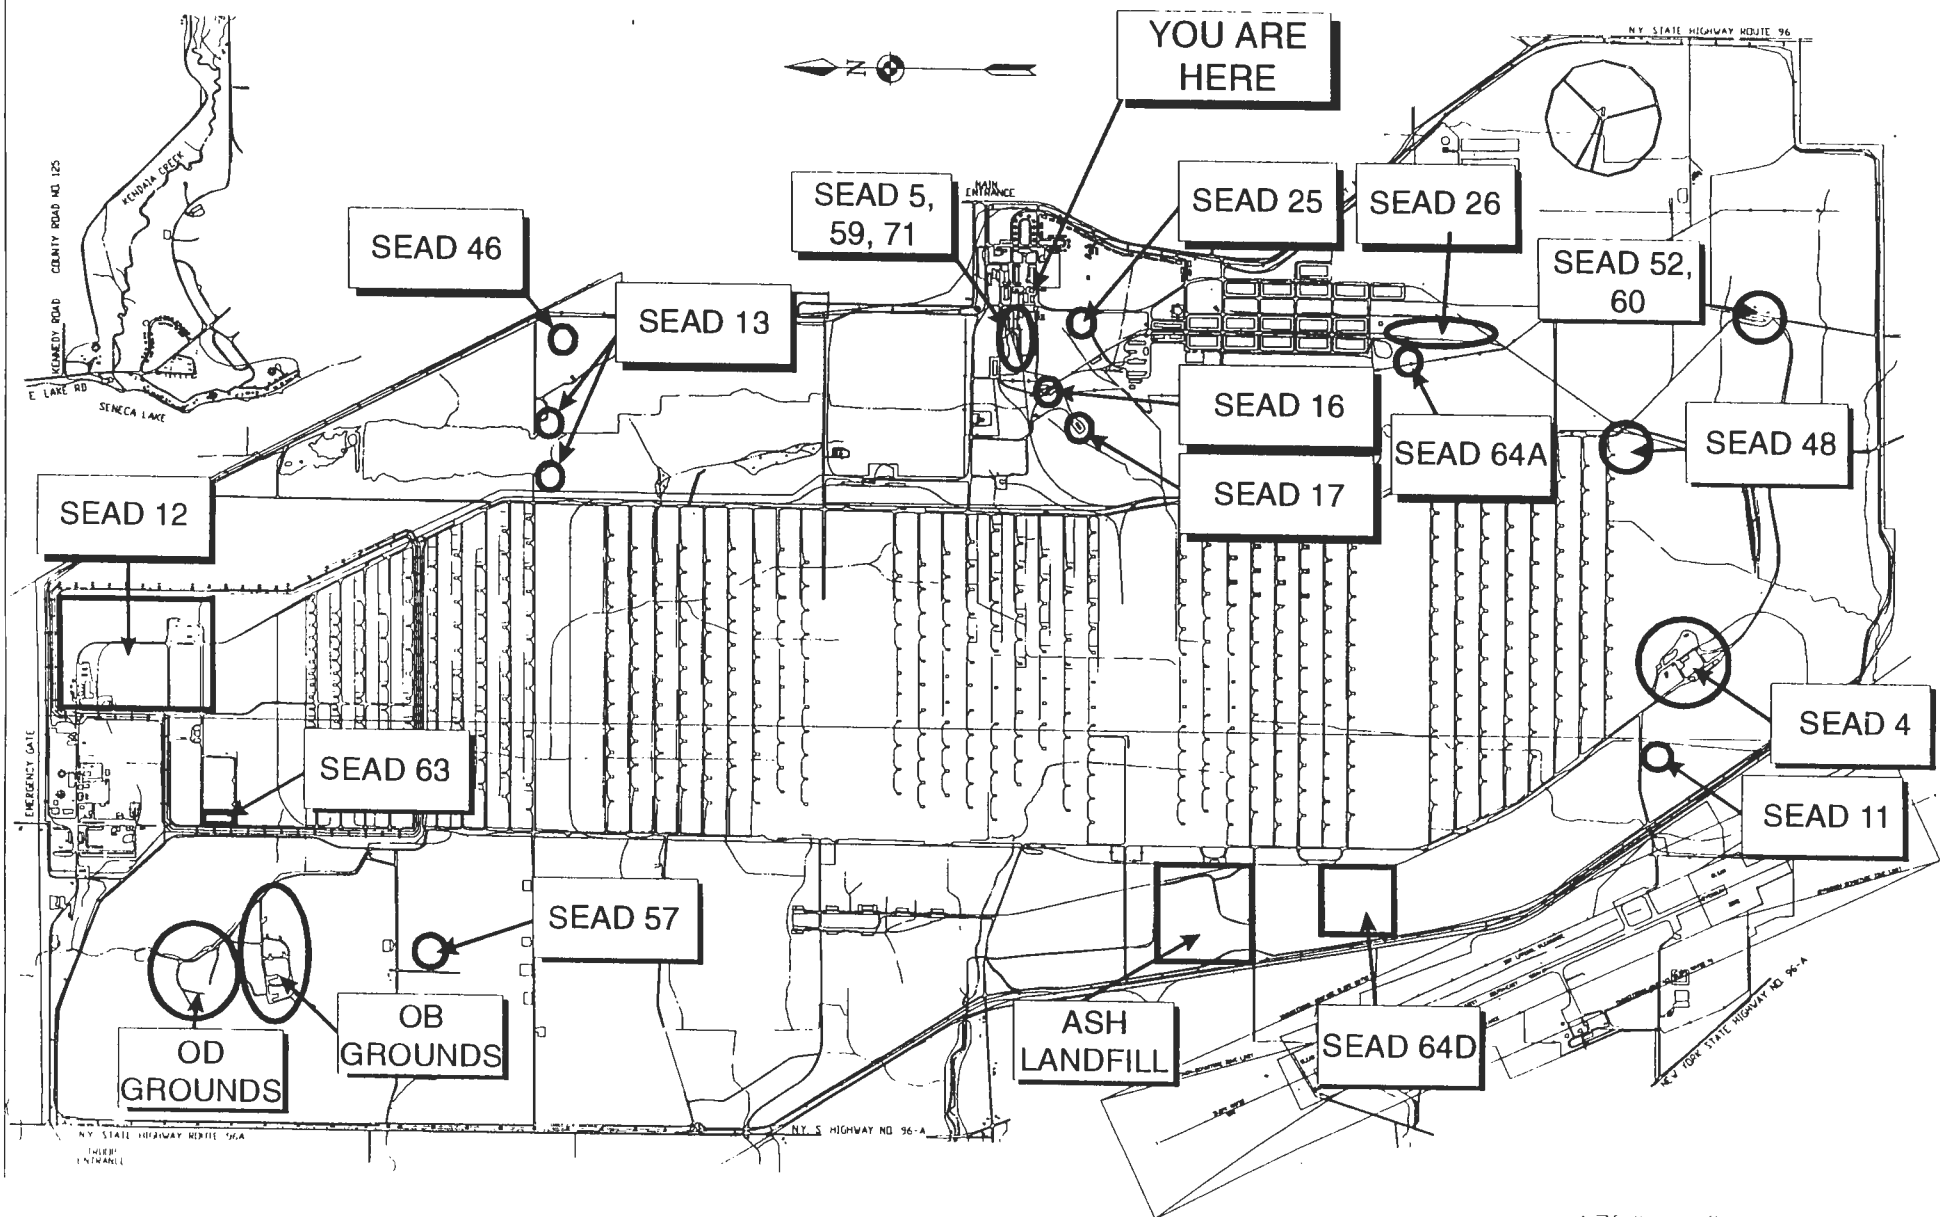 YOU ARE
HERE
NY STATE HIGHWAY ROUTE 96
N
KENNEDY ROAD COUNTY ROAD NO. 125
KENDAIA CREEK
E LAKE RD
SENECA LAKE
MAIN
ENTRANCE
SEAD 46
SEAD 13
SEAD 5,
59, 71
SEAD 25
SEAD 26
SEAD 52,
60
SEAD 16
SEAD 17
SEAD 64A
SEAD 48
SEAD 12
SEAD 4
SEAD 11
SEAD 63
EMERGENCY GATE
SEAD 57
OB
GROUNDS
OD
GROUNDS
ASH
LANDFILL
SEAD 64D
NEW YORK STATE HIGHWAY NO. 96-A
NY STATE HIGHWAY ROUTE 96A
NY. S HIGHWAY NO 96-A
TROOP
ENTRANCE